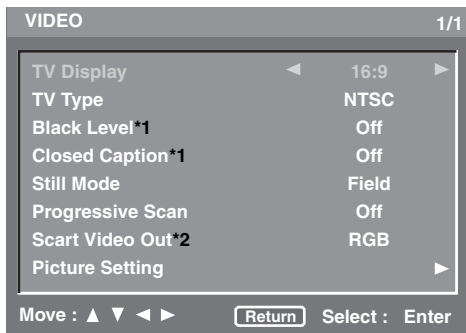 VIDEO 1/1
TV Display ◀ 16:9 ▶
TV Type NTSC
Black Level*1 Off
Closed Caption*1 Off
Still Mode Field
Progressive Scan Off
Scart Video Out*2 RGB
Picture Setting ▶
Move : ▲ ▼ ◀ ▶ Return Select : Enter